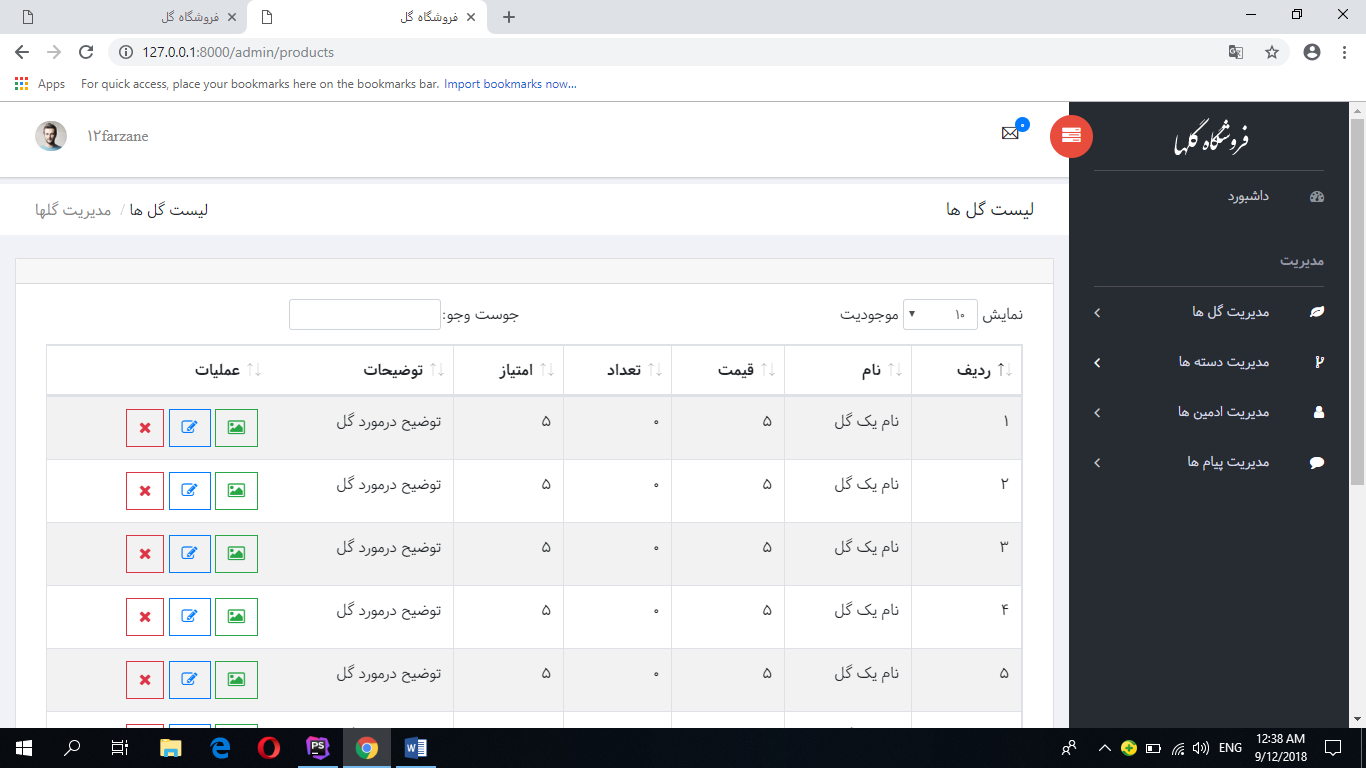 فروشگاه گل
فروشگاه گل
127.0.0.1:8000/admin/products
Apps For quick access, place your bookmarks here on the bookmarks bar. Import bookmarks now...
فروشگاه گلها
۱۲farzane
۰
داشبورد
مدیریت
مدیریت گل ها
مدیریت دسته ها
مدیریت ادمین ها
مدیریت پیام ها
لیست گل ها
مدیریت گلها / لیست گل ها
نمایش ۱۰ موجودیت
جوست وجو:
ردیف نام قیمت تعداد امتیاز توضیحات عملیات
۱ نام یک گل ۵ ۰ ۵ توضیح درمورد گل
۲ نام یک گل ۵ ۰ ۵ توضیح درمورد گل
۳ نام یک گل ۵ ۰ ۵ توضیح درمورد گل
۴ نام یک گل ۵ ۰ ۵ توضیح درمورد گل
۵ نام یک گل ۵ ۰ ۵ توضیح درمورد گل
PS
W
ENG
12:38 AM
9/12/2018